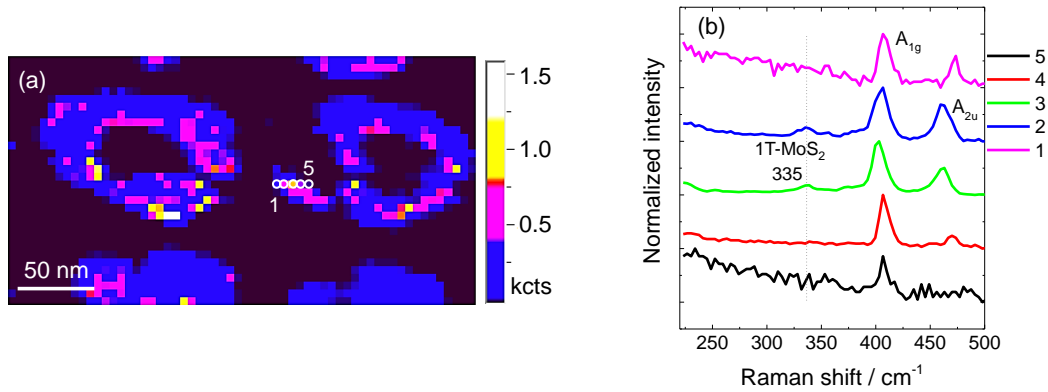 (a)
5
1
50 nm
1.5
1.0
0.5
kcts
(b)
A1g
A2u
1T-MoS2
335
Normalized intensity
250 300 350 400 450 500
Raman shift / cm-1
5
4
3
2
1